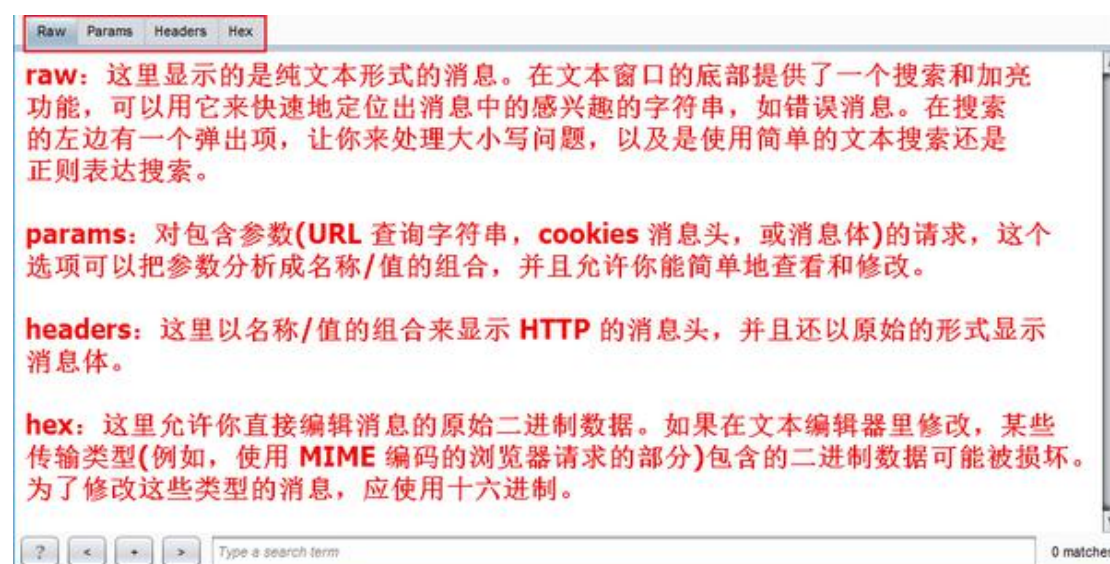 Raw Params Headers Hex
raw：这里显示的是纯文本形式的消息。在文本窗口的底部提供了一个搜索和加亮
功能，可以用它来快速地定位出消息中的感兴趣的字符串，如错误消息。在搜索
的左边有一个弹出项，让你来处理大小写问题，以及是使用简单的文本搜索还是
正则表达搜索。
params：对包含参数(URL 查询字符串，cookies 消息头，或消息体)的请求，这个
选项可以把参数分析成名称/值的组合，并且允许你能简单地查看和修改。
headers：这里以名称/值的组合来显示 HTTP 的消息头，并且还以原始的形式显示
消息体。
hex：这里允许你直接编辑消息的原始二进制数据。如果在文本编辑器里修改，某些
传输类型(例如，使用 MIME 编码的浏览器请求的部分)包含的二进制数据可能被损坏。
为了修改这些类型的消息，应使用十六进制。
? < + > Type a search term 0 matches